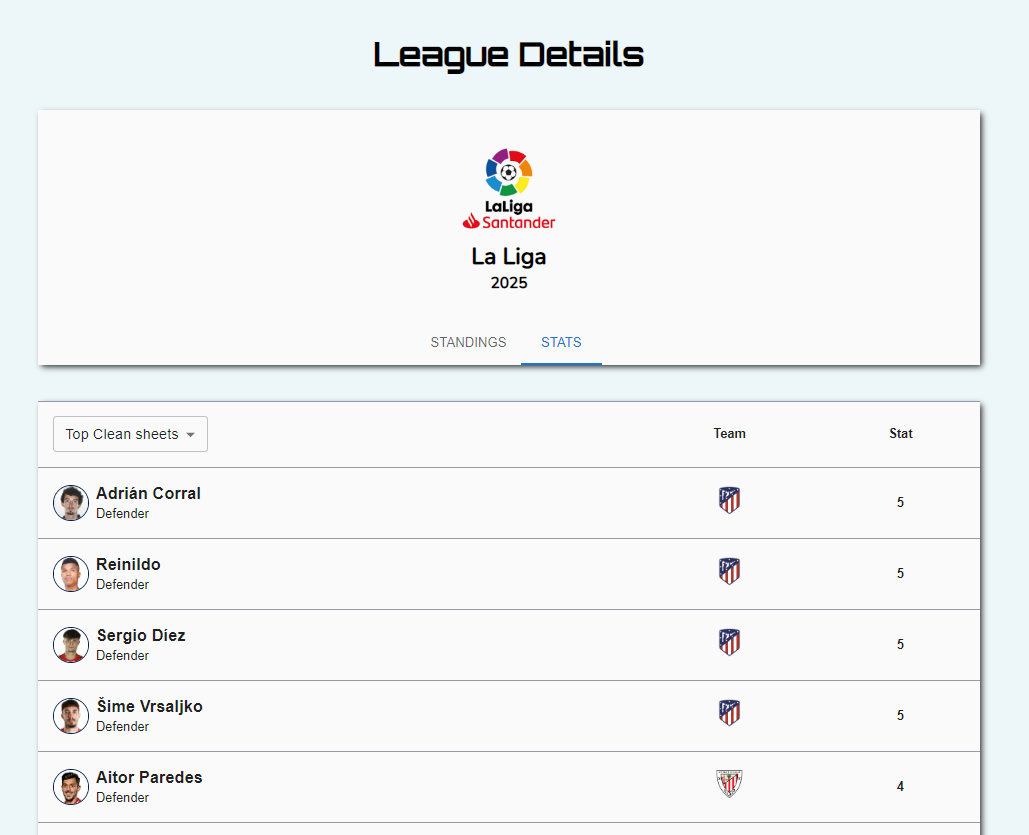 League Details
LaLiga
Santander
La Liga
2025
STANDINGS STATS
Top Clean sheets Team Stat
Adrián Corral
Defender
5
Reinildo
Defender
5
Sergio Díez
Defender
5
Šime Vrsaljko
Defender
5
Aitor Paredes
Defender
4